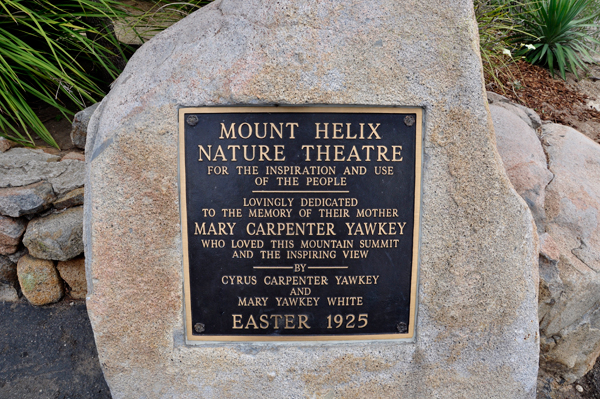 MOUNT HELIX
NATURE THEATRE
FOR THE INSPIRATION AND USE
OF THE PEOPLE
LOVINGLY DEDICATED
TO THE MEMORY OF THEIR MOTHER
MARY CARPENTER YAWKEY
WHO LOVED THIS MOUNTAIN SUMMIT
AND THE INSPIRING VIEW
BY
CYRUS CARPENTER YAWKEY
AND
MARY YAWKEY WHITE
EASTER 1925